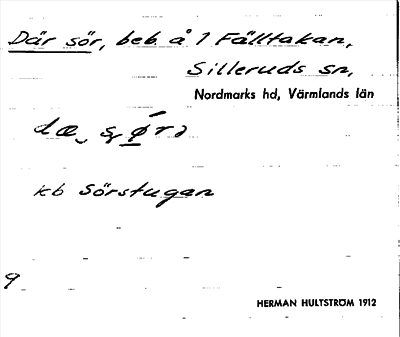 Där sör, beb. å 1 Fälltakan,
Silleruds sn,
Nordmarks hd, Värmlands län
kb Sörstugan
9
HERMAN HULTSTRÖM 1912